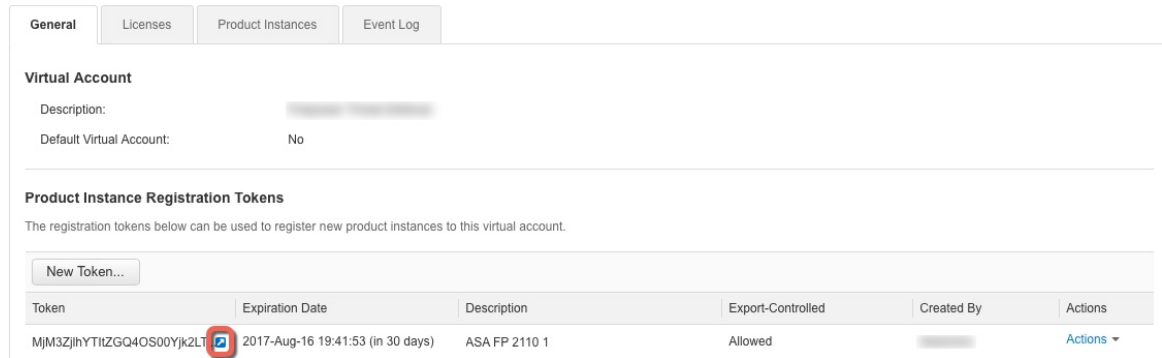 General Licenses Product Instances Event Log
Virtual Account
Description:
Default Virtual Account: No
Product Instance Registration Tokens
The registration tokens below can be used to register new product instances to this virtual account.
New Token...
Token Expiration Date Description Export-Controlled Created By Actions
2017-Aug-16 19:41:53 (in 30 days) ASA FP 2110 1 Allowed Actions